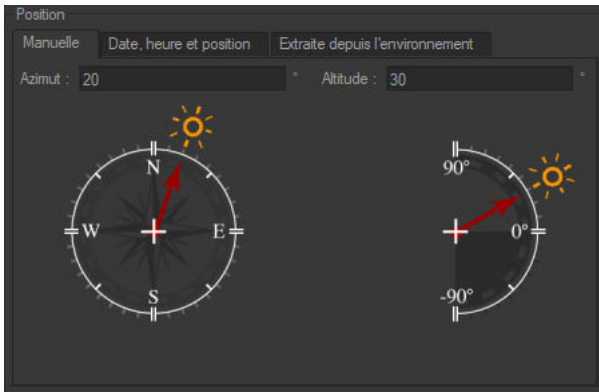 Position
Manuelle Date, heure et position Extraite depuis l'environnement
Azimut : 20 ° Altitude : 30 °
N 90°
W E 0°
S -90°